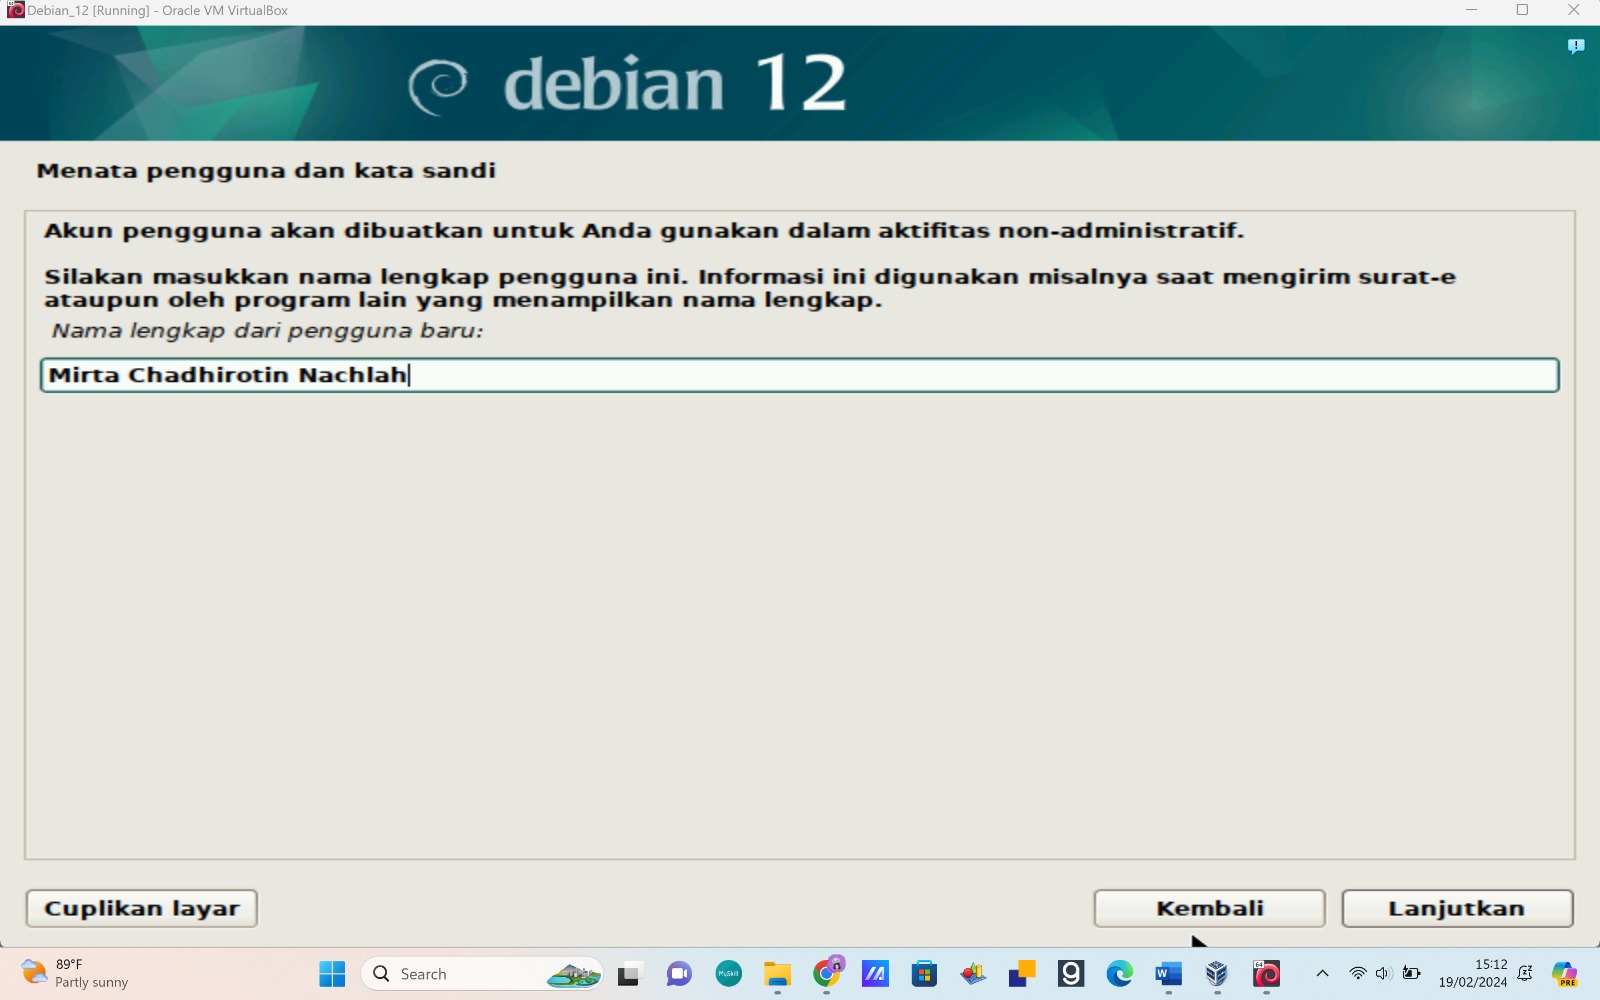 Debian_12 [Running] - Oracle VM VirtualBox
debian 12
Menata pengguna dan kata sandi
Akun pengguna akan dibuatkan untuk Anda gunakan dalam aktifitas non-administratif.
Silakan masukkan nama lengkap pengguna ini. Informasi ini digunakan misalnya saat mengirim surat-e
ataupun oleh program lain yang menampilkan nama lengkap.
Nama lengkap dari pengguna baru:
Mirta Chadhirotin Nachlah
Cuplikan layar
Kembali
Lanjutkan
89°F
Partly sunny
Search
MySkill
15:12
19/02/2024
PRE